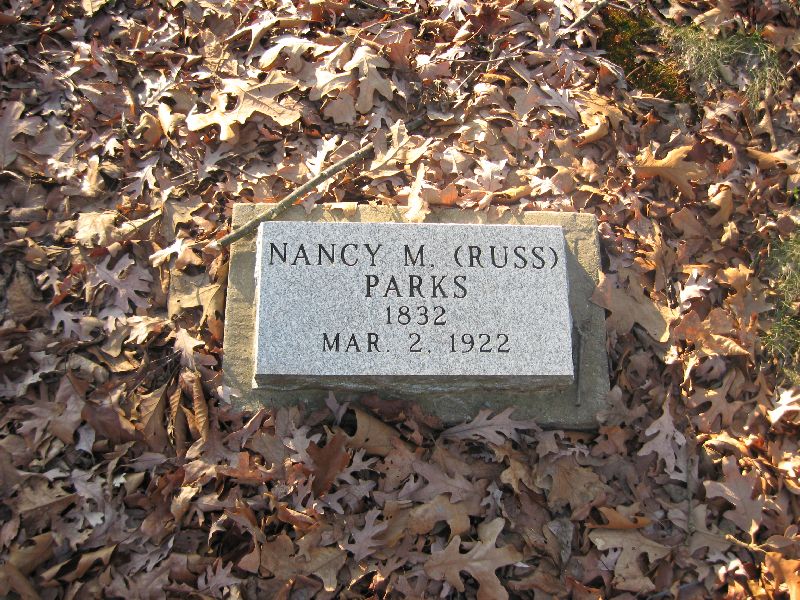 NANCY M. (RUSS)
PARKS
1832
MAR. 2, 1922